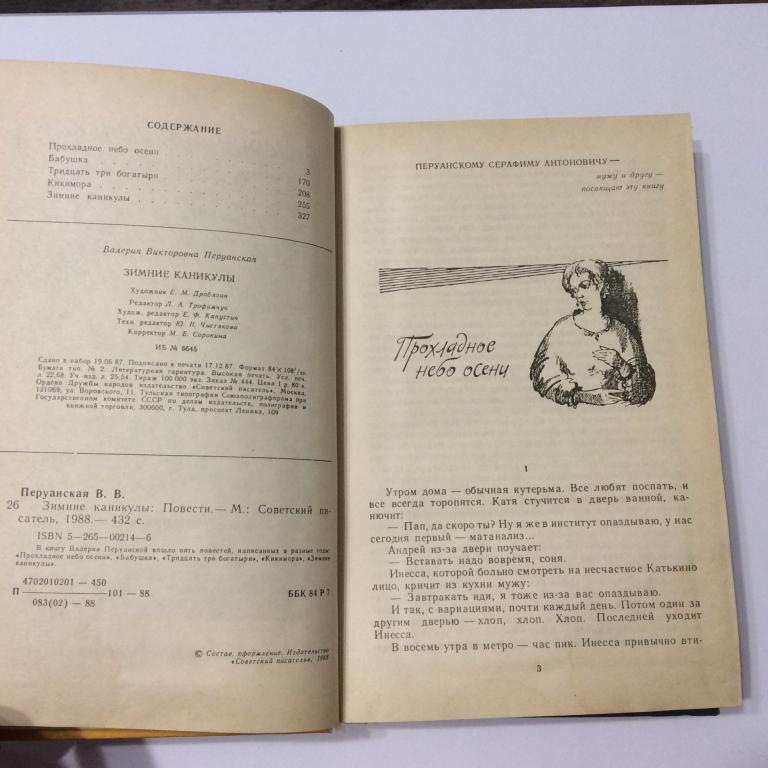 СОДЕРЖАНИЕ
Прохладное небо осени . . . 3
Бабушка . . . 170
Тридцать три богатыря . . . 208
Кикимора . . . 255
Зимние каникулы . . . 327
Валерия Викторовна Перуанская
ЗИМНИЕ КАНИКУЛЫ
Художник Е. М. Дробязин
Редактор Л. А. Трофимчук
Худож. редактор Е. Ф. Капустин
Техн. редактор Ю. Н. Чистакова
Корректор М. Б. Сорокина
ИБ № 6645
Сдано в набор 19.06.87. Подписано к печати 17.12.87. Формат 84×108¹/₃₂.
Бумага тип. № 2. Литературная гарнитура. Высокая печать. Усл. печ.
л. 22,68. Уч.-изд. л. 25,54. Тираж 100 000 экз. Заказ № 444. Цена 1 р. 80 к.
Ордена Дружбы народов издательство «Советский писатель», Москва,
121069, ул. Воровского, 11. Тульская типография Союзполиграфпрома при
Государственном комитете СССР по делам издательств, полиграфии и
книжной торговли, 300600, г. Тула, проспект Ленина, 109
Перуанская В. В.
26 Зимние каникулы: Повести.— М.: Советский пи-
сатель, 1988.— 432 с.
ISBN 5—265—00214—6
В книгу Валерии Перуанской вошло пять повестей, написанных в разные годы:
«Прохладное небо осени», «Бабушка», «Тридцать три богатыря», «Кикимора», «Зимние
каникулы».
4702010201 — 450
П 101 — 88 ББК 84 Р 7
083(02) — 88
© Состав, оформление. Издательство
«Советский писатель», 1988
ПЕРУАНСКОМУ СЕРАФИМУ АНТОНОВИЧУ —
мужу и другу —
посвящаю эту книгу
Прохладное
небо осени
1
Утром дома — обычная кутерьма. Все любят поспать, и
все всегда торопятся. Катя стучится в дверь ванной, ка-
нючит:
— Пап, да скоро ты? Ну я же в институт опаздываю, у нас
сегодня первый — матанализ...
Андрей из-за двери поучает:
— Вставать надо вовремя, соня.
Инесса, которой больно смотреть на несчастное Катькино
лицо, кричит из кухни мужу:
— Завтракать иди, я тоже из-за вас опаздываю.
И так, с вариациями, почти каждый день. Потом один за
другим дверью — хлоп, хлоп. Хлоп. Последней уходит
Инесса.
В восемь утра в метро — час пик. Инесса привычно вти-
3